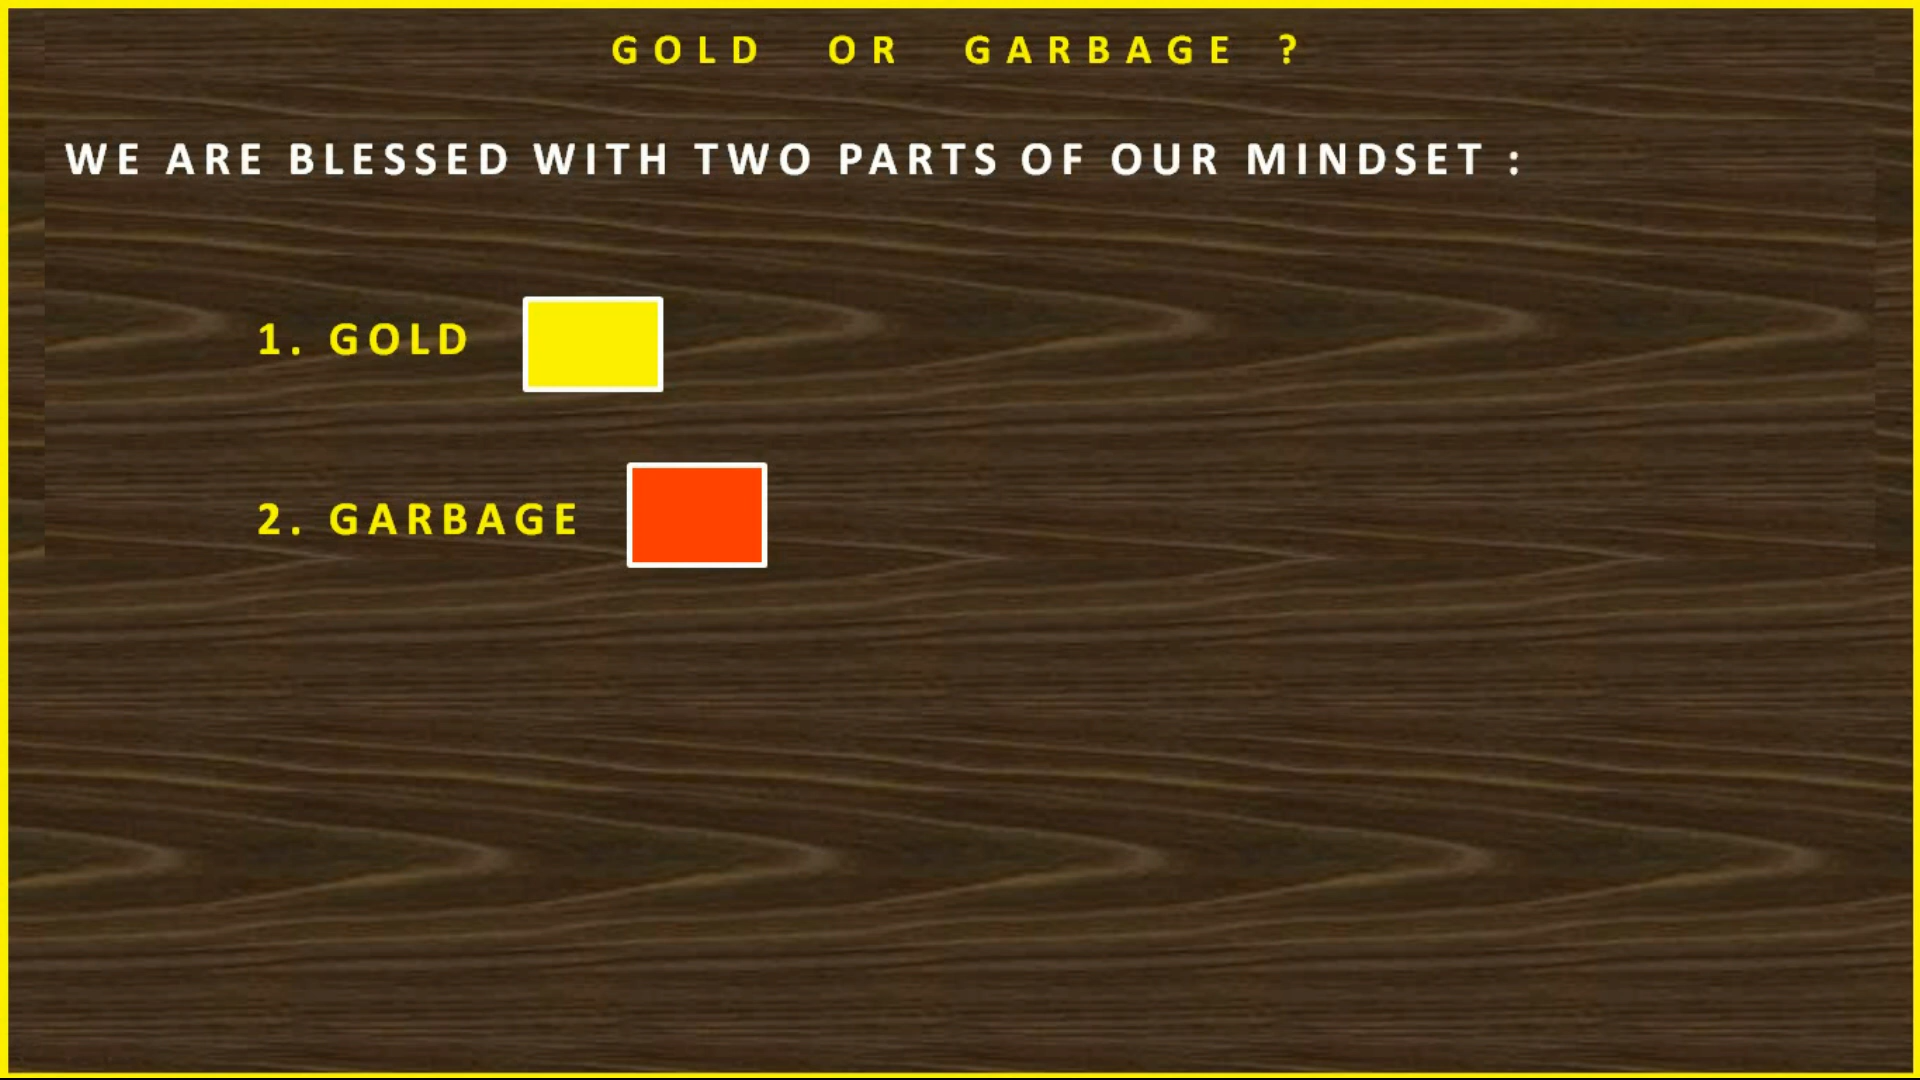 GOLD OR GARBAGE ?
WE ARE BLESSED WITH TWO PARTS OF OUR MINDSET :
1. GOLD
2. GARBAGE